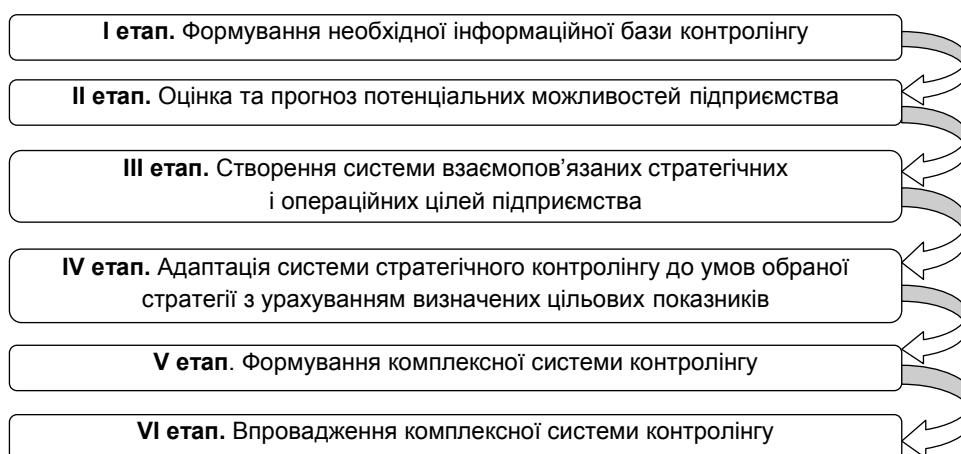 І етап. Формування необхідної інформаційної бази контролінгу
ІІ етап. Оцінка та прогноз потенціальних можливостей підприємства
ІІІ етап. Створення системи взаємопов’язаних стратегічних
і операційних цілей підприємства
IV етап. Адаптація системи стратегічного контролінгу до умов обраної
стратегії з урахуванням визначених цільових показників
V етап. Формування комплексної системи контролінгу
VI етап. Впровадження комплексної системи контролінгу